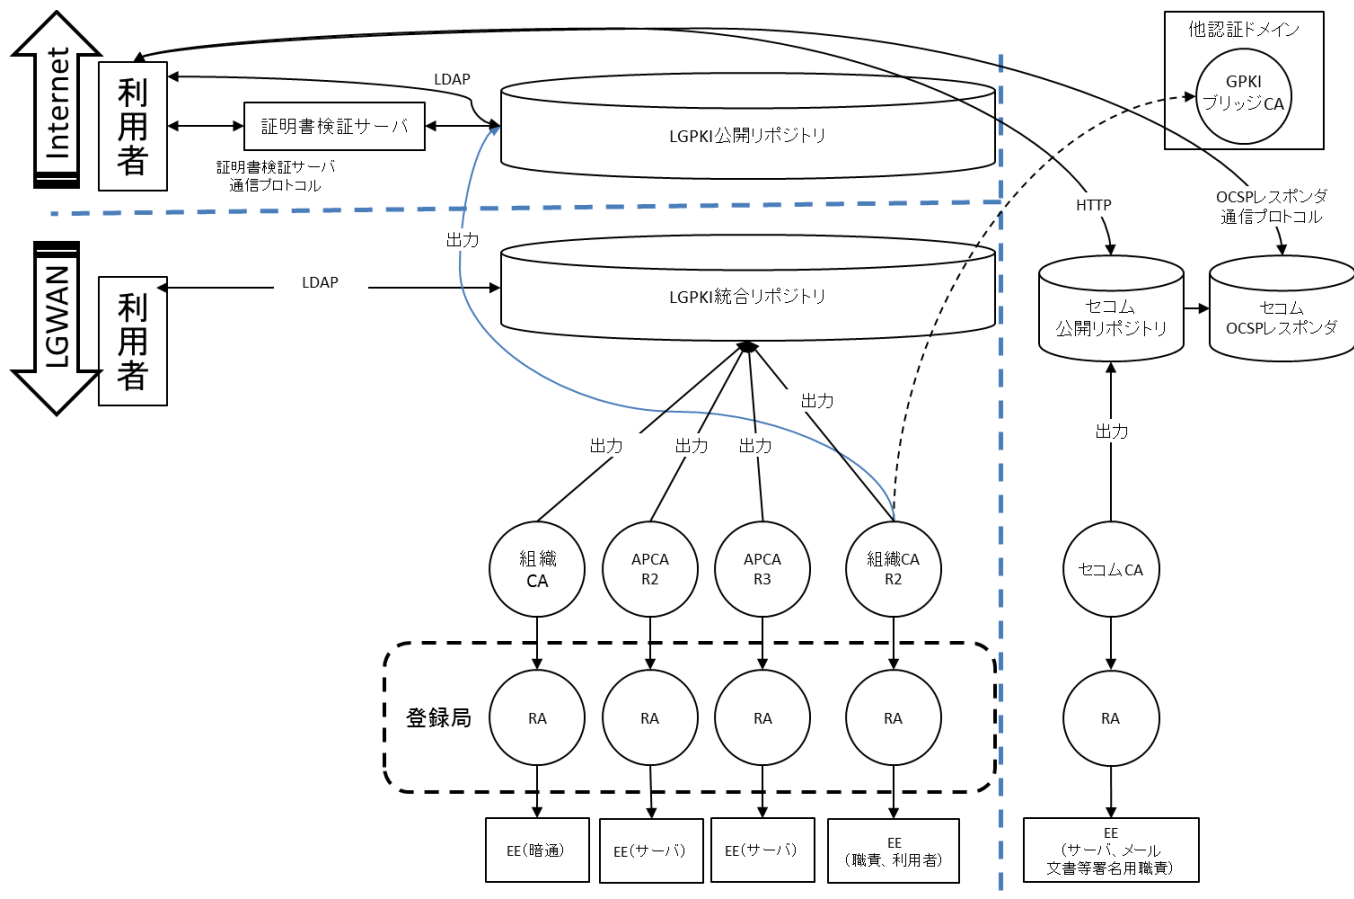 Internet
利用者
LDAP
証明書検証サーバ
証明書検証サーバ
通信プロトコル
LGPKI公開リポジトリ
他認証ドメイン
GPKI
ブリッジCA
HTTP
OCSPレスポンダ
通信プロトコル
出力
LGWAN
利用者
LDAP
LGPKI統合リポジトリ
セコム
公開リポジトリ
セコム
OCSPレスポンダ
出力
出力
出力
出力
出力
組織
CA
APCA
R2
APCA
R3
組織CA
R2
セコムCA
登録局
RA
RA
RA
RA
RA
EE(暗通)
EE(サーバ)
EE(サーバ)
EE
(職責、利用者)
EE
(サーバ、メール
文書等署名用職責)